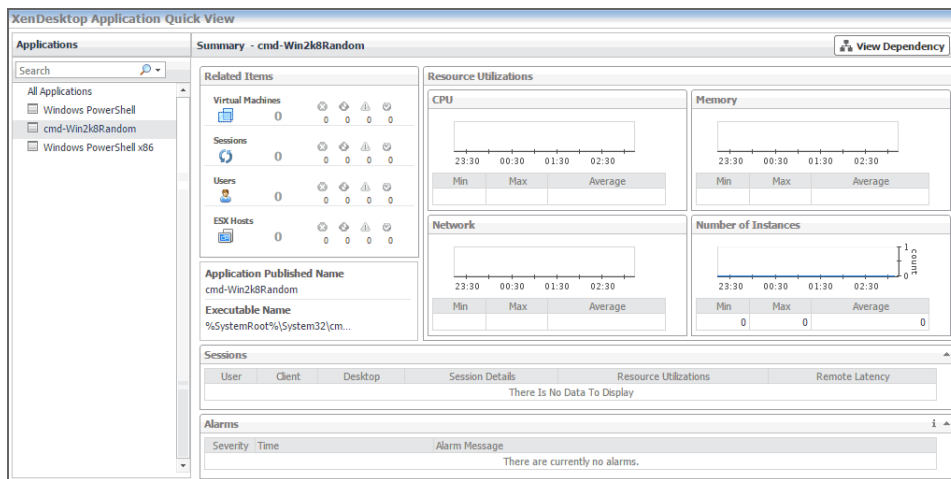 XenDesktop Application Quick View
Applications
Search
All Applications
Windows PowerShell
cmd-Win2k8Random
Windows PowerShell x86
Summary - cmd-Win2k8Random
View Dependency
Related Items
Virtual Machines
0 0 0 0 0
Sessions
0 0 0 0 0
Users
0 0 0 0 0
ESX Hosts
0 0 0 0 0
Application Published Name
cmd-Win2k8Random
Executable Name
%SystemRoot%\System32\cm...
Resource Utilizations
CPU
23:30 00:30 01:30 02:30
Min Max Average
Memory
23:30 00:30 01:30 02:30
Min Max Average
Network
23:30 00:30 01:30 02:30
Min Max Average
Number of Instances
1
count
0
23:30 00:30 01:30 02:30
Min Max Average
0 0 0
Sessions
User Client Desktop Session Details Resource Utilizations Remote Latency
There Is No Data To Display
Alarms
i
Severity Time Alarm Message
There are currently no alarms.